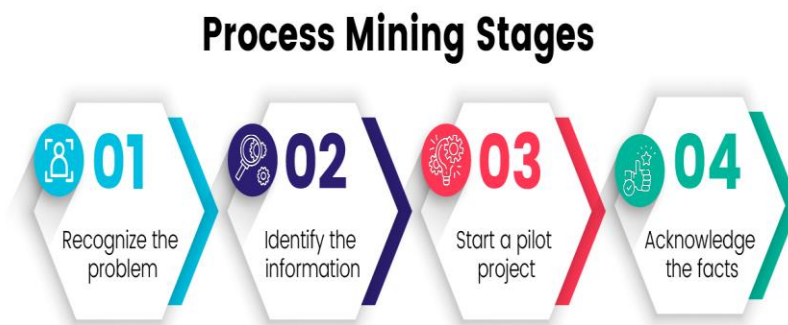 Process Mining Stages
01
Recognize the
problem
02
Identify the
information
03
Start a pilot
project
04
Acknowledge
the facts